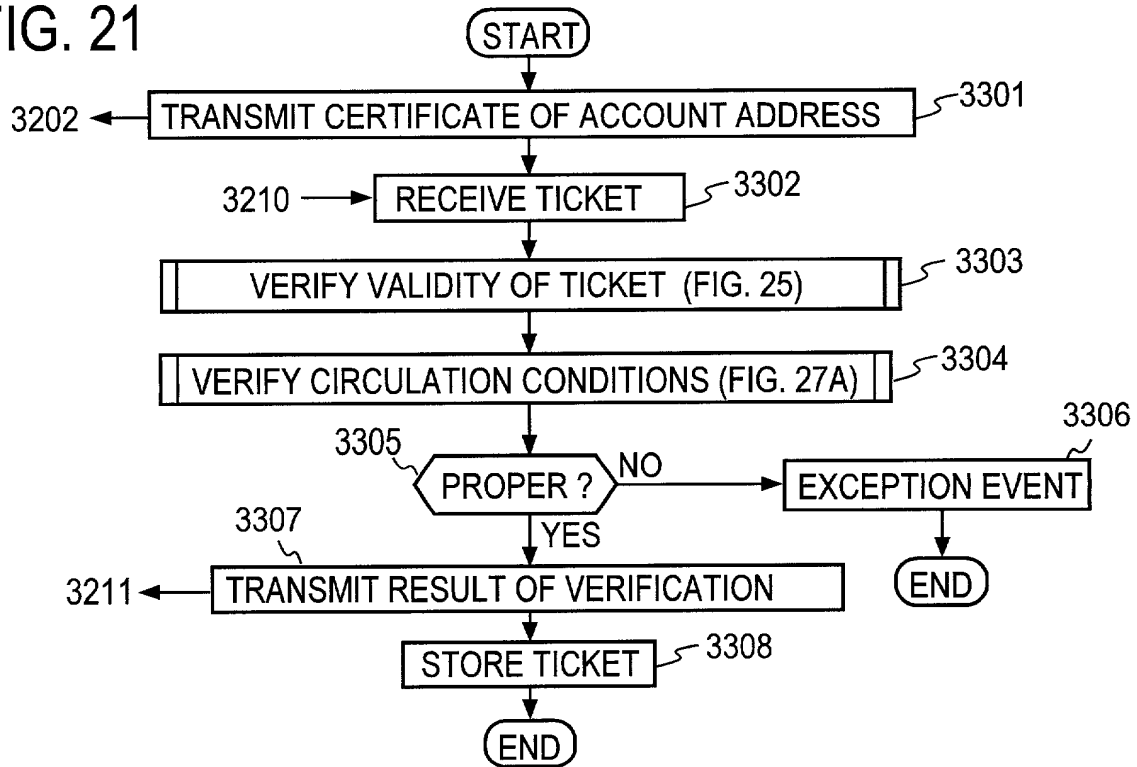 FIG. 21
START
3301
3202
TRANSMIT CERTIFICATE OF ACCOUNT ADDRESS
3302
3210
RECEIVE TICKET
3303
VERIFY VALIDITY OF TICKET (FIG. 25)
3304
VERIFY CIRCULATION CONDITIONS (FIG. 27A)
3305
3306
PROPER ?
NO
EXCEPTION EVENT
YES
3307
END
3211
TRANSMIT RESULT OF VERIFICATION
3308
STORE TICKET
END